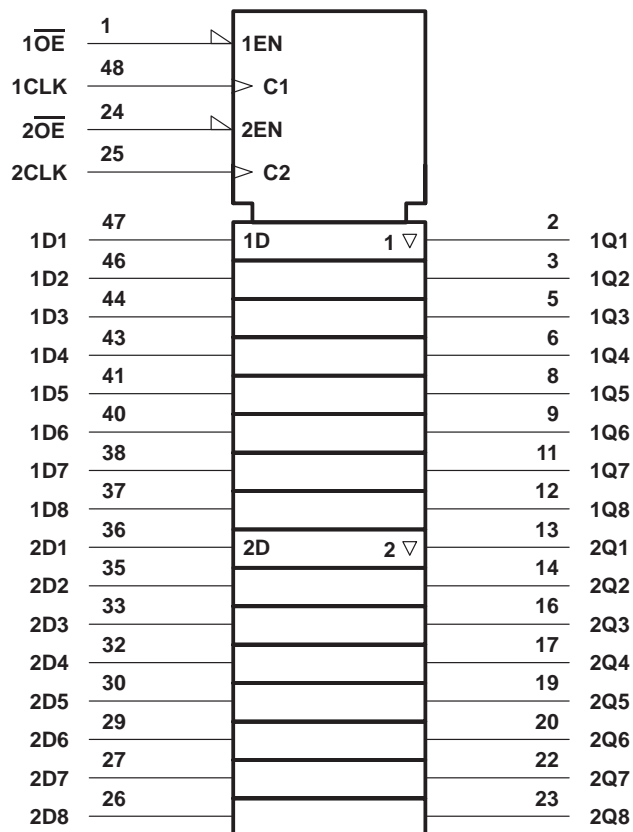 1O̅E̅ 1 1EN
1CLK 48 C1
2O̅E̅ 24 2EN
2CLK 25 C2
1D1 47 1D 1 ▽ 2 1Q1
1D2 46 3 1Q2
1D3 44 5 1Q3
1D4 43 6 1Q4
1D5 41 8 1Q5
1D6 40 9 1Q6
1D7 38 11 1Q7
1D8 37 12 1Q8
2D1 36 2D 2 ▽ 13 2Q1
2D2 35 14 2Q2
2D3 33 16 2Q3
2D4 32 17 2Q4
2D5 30 19 2Q5
2D6 29 20 2Q6
2D7 27 22 2Q7
2D8 26 23 2Q8